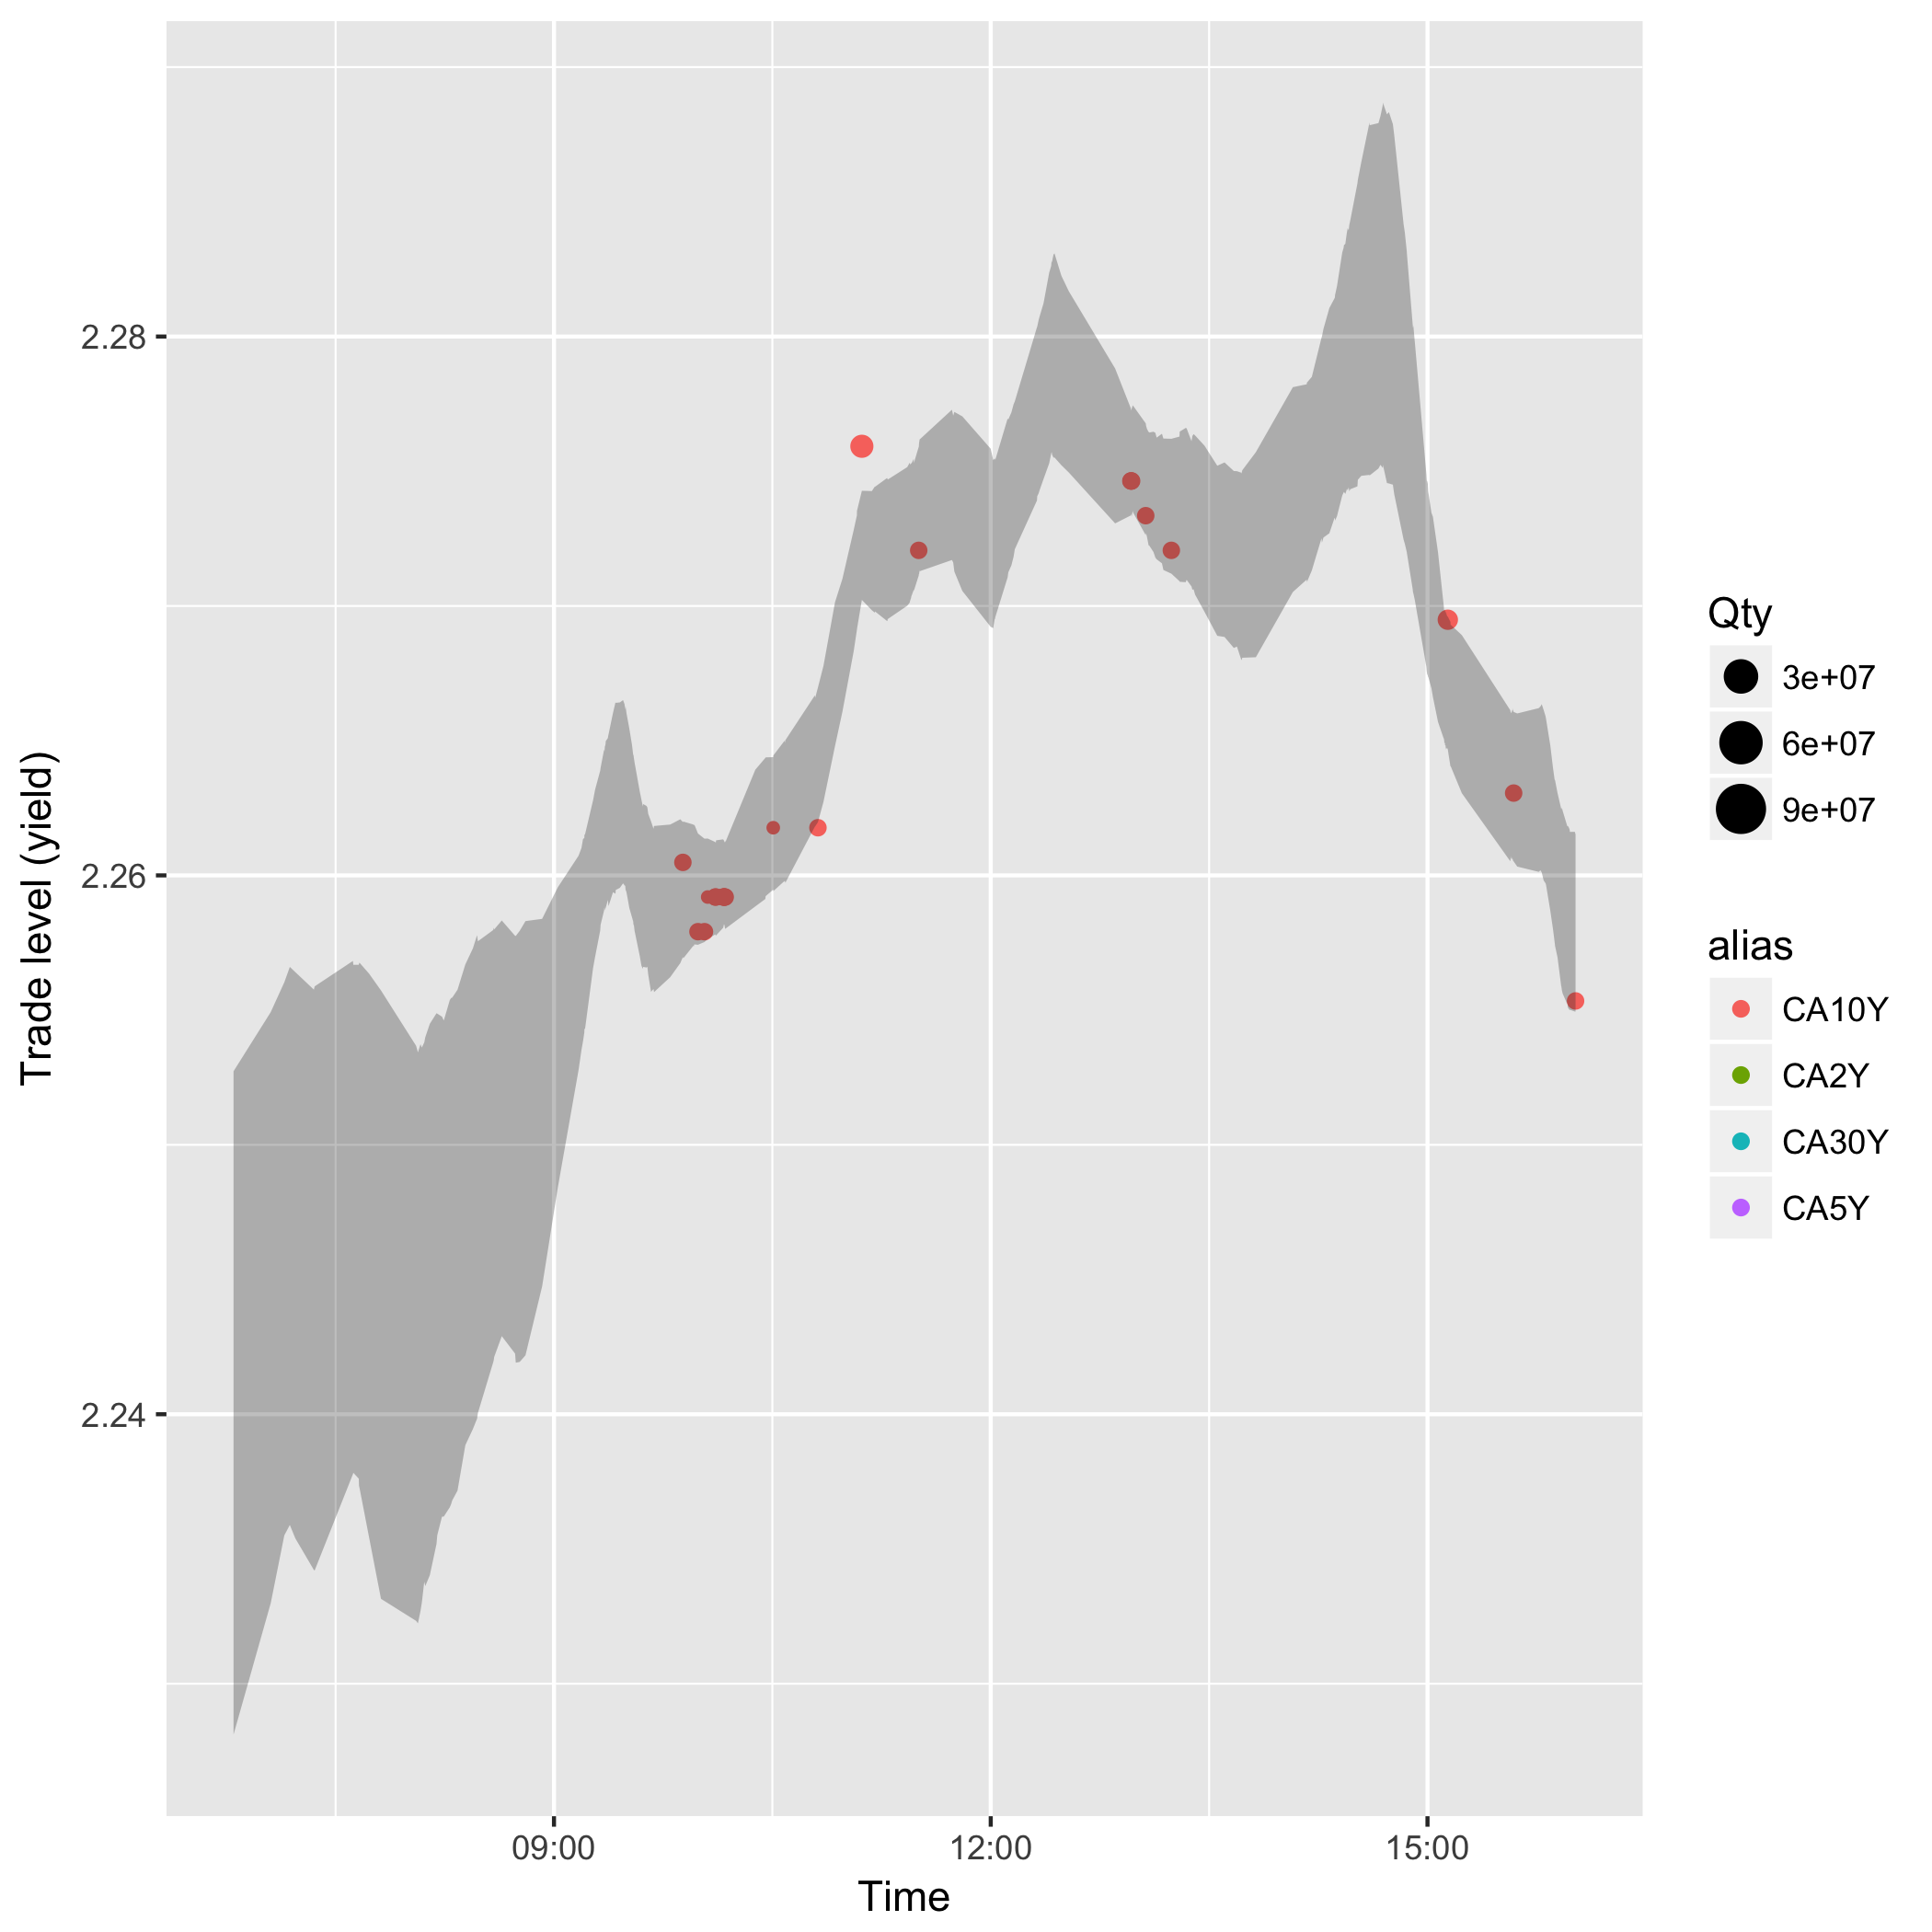 Trade level (yield)
2.28
2.26
2.24
09:00
12:00
15:00
Time
Qty
3e+07
6e+07
9e+07
alias
CA10Y
CA2Y
CA30Y
CA5Y